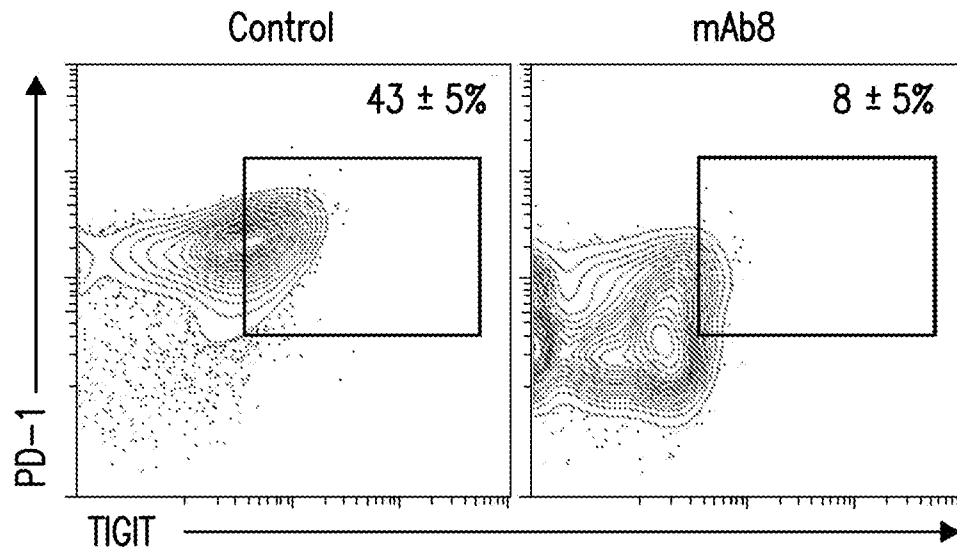 Control
mAb8
43 ± 5%
8 ± 5%
PD-1
TIGIT